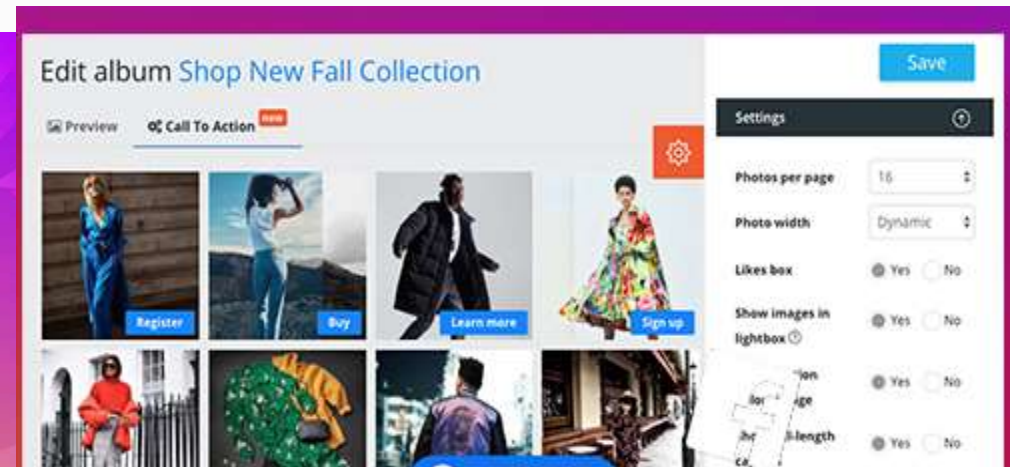 Edit album Shop New Fall Collection
Save
Preview
Call To Action new
Settings
Photos per page 16
Photo width Dynamic
Likes box Yes No
Show images in
lightbox
Yes No
Register
Buy
Learn more
Sign up
Yes No
length
Yes No